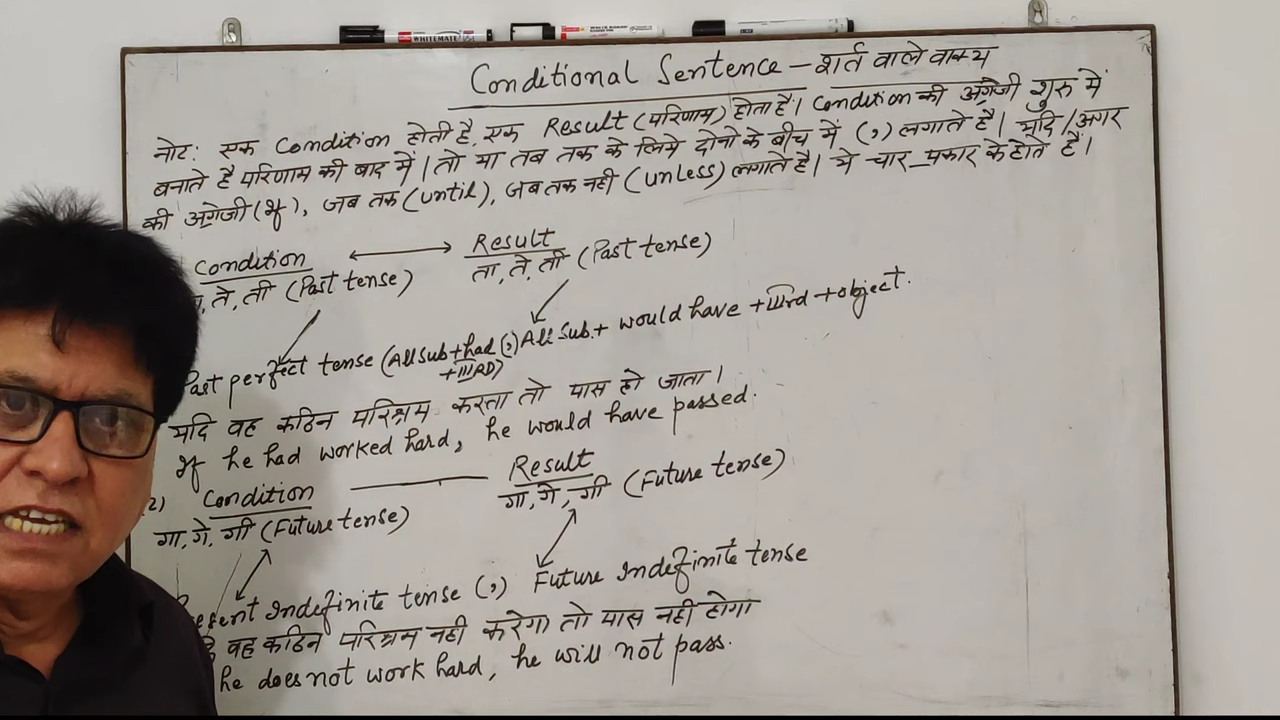 WHITEMATE
Conditional Sentence – शर्त वाले वाक्य
नोट: एक Condition होती है, एक Result (परिणाम) होता है। Condition की अंग्रेजी शुरु में
बनाते है परिणाम की बाद में। तो या तब तक के लिये दोनो के बीच में (,) लगाते है। यदि/अगर
की अंग्रेजी (If), जब तक (until), जब तक नही (unless) लगाते है। ये चार प्रकार के होते है।
Condition ⟷ Result
ते, ती (Past tense) ता, ते, ती (Past tense)
Past perfect tense (All Sub + had (,) All Sub. + would have + IIIrd + object.
+ IIIRD)
यदि वह कठिन परिश्रम करता तो पास हो जाता।
If he had worked hard, he would have passed.
2) Condition — Result
गा, गे, गी (Future tense) गा, गे, गी (Future tense)
esent Indefinite tense (,) Future Indefinite tense
वह कठिन परिश्रम नही करेगा तो पास नही होगा
he does not work hard, he will not pass.